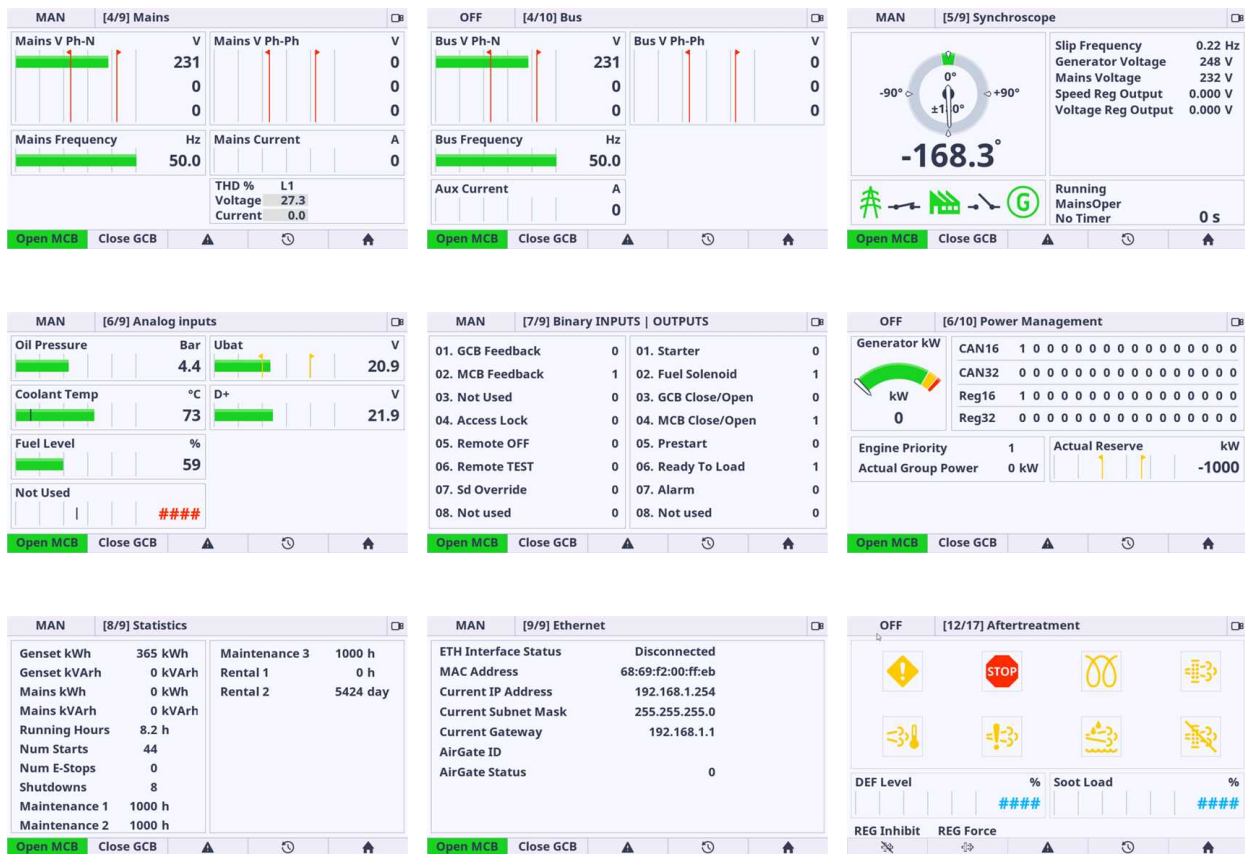 MAN [4/9] Mains
Mains V Ph-N V
231
0
0
Mains V Ph-Ph V
0
0
0
Mains Frequency Hz
50.0
Mains Current A
0
THD % L1
Voltage 27.3
Current 0.0
Open MCB Close GCB
OFF [4/10] Bus
Bus V Ph-N V
231
0
0
Bus V Ph-Ph V
0
0
0
Bus Frequency Hz
50.0
Aux Current A
0
Open MCB Close GCB
MAN [5/9] Synchroscope
0°
-90° +90°
-168.3°
Slip Frequency 0.22 Hz
Generator Voltage 248 V
Mains Voltage 232 V
Speed Reg Output 0.000 V
Voltage Reg Output 0.000 V
G
Running
MainsOper
No Timer 0 s
Open MCB Close GCB
MAN [6/9] Analog inputs
Oil Pressure Bar
4.4
Ubat V
20.9
Coolant Temp °C
73
D+ V
21.9
Fuel Level %
59
Not Used
####
Open MCB Close GCB
MAN [7/9] Binary INPUTS | OUTPUTS
01. GCB Feedback 0
02. MCB Feedback 1
03. Not Used 0
04. Access Lock 0
05. Remote OFF 0
06. Remote TEST 0
07. Sd Override 0
08. Not used 0
01. Starter 0
02. Fuel Solenoid 1
03. GCB Close/Open 0
04. MCB Close/Open 1
05. Prestart 0
06. Ready To Load 1
07. Alarm 0
08. Not used 0
Open MCB Close GCB
OFF [6/10] Power Management
Generator kW
kW
0
CAN16 1 0 0 0 0 0 0 0 0 0 0 0 0 0 0 0
CAN32 0 0 0 0 0 0 0 0 0 0 0 0 0 0 0 0
Reg16 1 0 0 0 0 0 0 0 0 0 0 0 0 0 0 0
Reg32 0 0 0 0 0 0 0 0 0 0 0 0 0 0 0 0
Engine Priority 1
Actual Group Power 0 kW
Actual Reserve kW
-1000
Open MCB Close GCB
MAN [8/9] Statistics
Genset kWh 365 kWh
Genset kVArh 0 kVArh
Mains kWh 0 kWh
Mains kVArh 0 kVArh
Running Hours 8.2 h
Num Starts 44
Num E-Stops 0
Shutdowns 8
Maintenance 1 1000 h
Maintenance 2 1000 h
Maintenance 3 1000 h
Rental 1 0 h
Rental 2 5424 day
Open MCB Close GCB
MAN [9/9] Ethernet
ETH Interface Status Disconnected
MAC Address 68:69:f2:00:ff:eb
Current IP Address 192.168.1.254
Current Subnet Mask 255.255.255.0
Current Gateway 192.168.1.1
AirGate ID
AirGate Status 0
Open MCB Close GCB
OFF [12/17] Aftertreatment
STOP
DEF Level %
####
Soot Load %
####
REG Inhibit REG Force